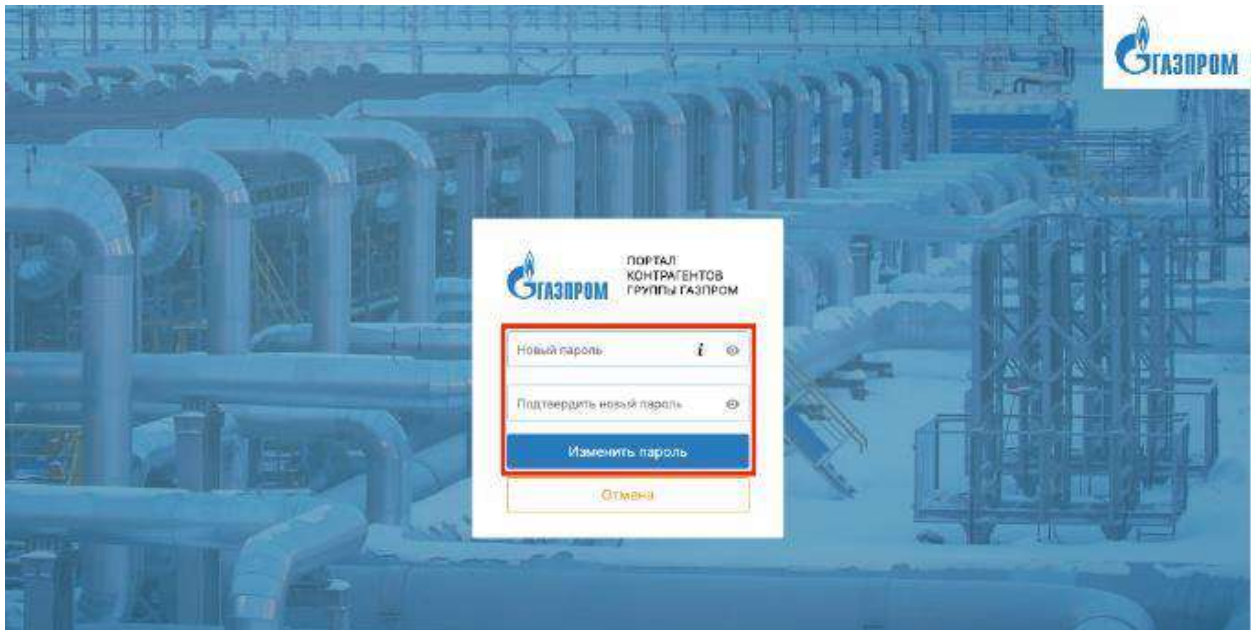 ГАЗПРОМ
ГАЗПРОМ
ПОРТАЛ
КОНТРАГЕНТОВ
ГРУППЫ ГАЗПРОМ
Новый пароль
Подтвердить новый пароль
Изменить пароль
Отмена